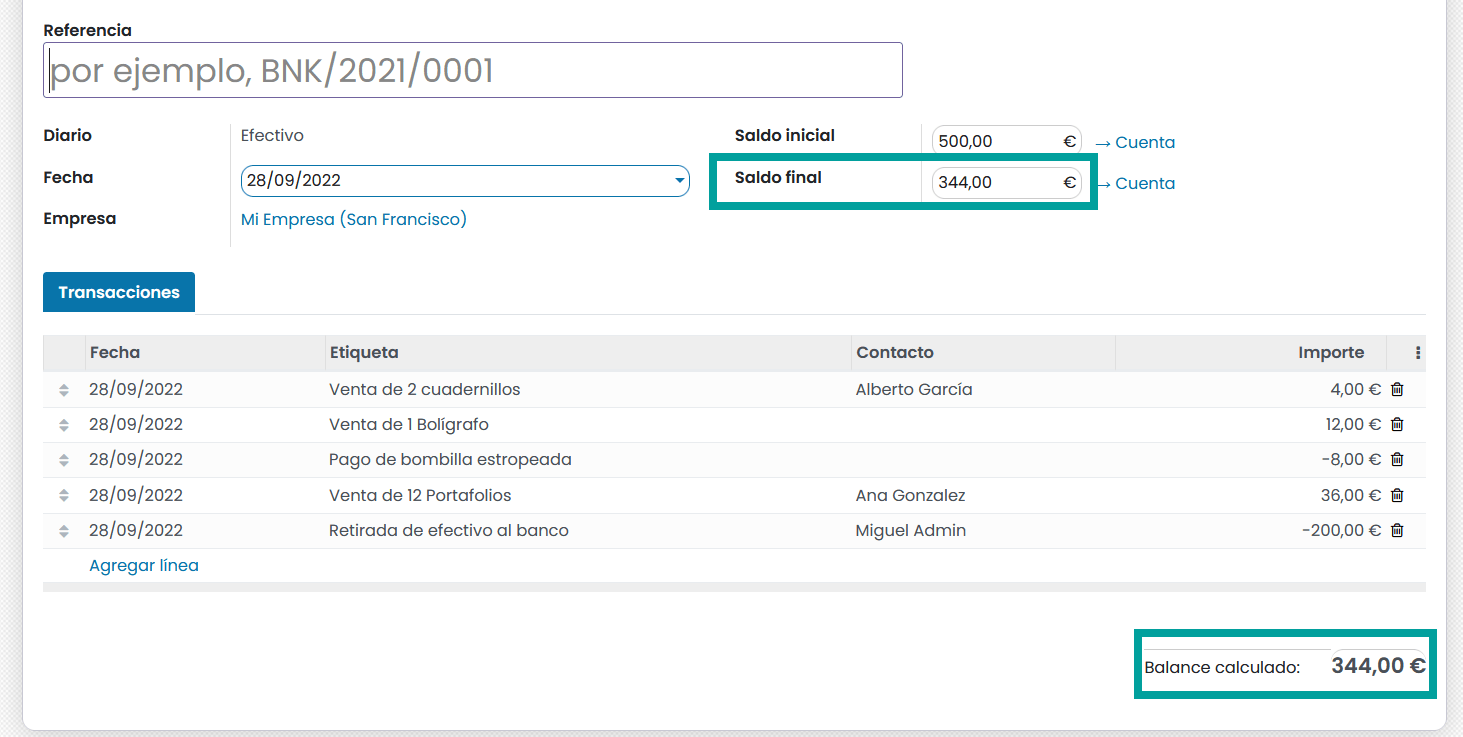 Referencia
por ejemplo, BNK/2021/0001
Diario Efectivo
Fecha 28/09/2022
Empresa Mi Empresa (San Francisco)
Saldo inicial 500,00 € → Cuenta
Saldo final 344,00 € → Cuenta
Transacciones
Fecha Etiqueta Contacto Importe
28/09/2022 Venta de 2 cuadernillos Alberto García 4,00 €
28/09/2022 Venta de 1 Bolígrafo 12,00 €
28/09/2022 Pago de bombilla estropeada -8,00 €
28/09/2022 Venta de 12 Portafolios Ana Gonzalez 36,00 €
28/09/2022 Retirada de efectivo al banco Miguel Admin -200,00 €
Agregar línea
Balance calculado: 344,00 €